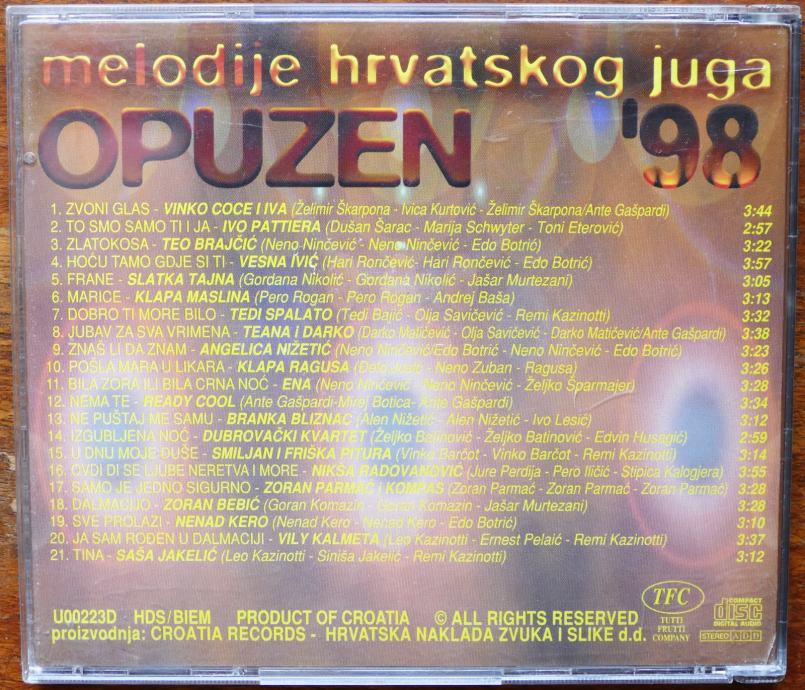 melodije hrvatskog juga
OPUZEN '98
1. ZVONI GLAS - VINKO COCE I IVA (Želimir Škarpona - Ivica Kurtović - Želimir Škarpona/Ante Gašpardi) 3:44
2. TO SMO SAMO TI I JA - IVO PATTIERA (Dušan Šarac - Marija Schwyter - Toni Eterović) 2:57
3. ZLATOKOSA - TEO BRAJČIĆ (Neno Ninčević - Neno Ninčević - Edo Botrić) 3:22
4. HOĆU TAMO GDJE SI TI - VESNA IVIĆ (Hari Rončević- Hari Rončević - Edo Botrić) 3:57
5. FRANE - SLATKA TAJNA (Gordana Nikolić - Gordana Nikolić - Jašar Murtezani) 3:05
6. MARICE - KLAPA MASLINA (Pero Rogan - Pero Rogan - Andrej Baša) 3:13
7. DOBRO TI MORE BILO - TEDI SPALATO (Tedi Bajić - Olja Savičević - Remi Kazinotti) 3:32
8. JUBAV ZA SVA VRIMENA - TEANA I DARKO (Darko Matičević - Olja Savičević - Darko Matičević/Ante Gašpardi) 3:38
9. ZNAŠ LI DA ZNAM - ANGELICA NIŽETIĆ (Neno Ninčević/Edo Botrić - Neno Ninčević - Edo Botrić) 3:23
10. POŠLA MARA U LIKARA - KLAPA RAGUSA (Đelo Jusić - Neno Zuban - Ragusa) 3:26
11. BILA ZORA ILI BILA CRNA NOĆ - ENA (Neno Ninčević - Neno Ninčević - Željko Šparmajer) 3:28
12. NEMA TE - READY COOL (Ante Gašpardi-Mirej Botica- Ante Gašpardi) 3:34
13. NE PUŠTAJ ME SAMU - BRANKA BLIZNAC (Alen Nižetić - Alen Nižetić - Ivo Lesić) 3:12
14. IZGUBLJENA NOĆ - DUBROVAČKI KVARTET (Željko Batinović - Željko Batinović - Edvin Husagić) 2:59
15. U DNU MOJE DUŠE - SMILJAN I FRIŠKA PITURA (Vinko Barčot - Vinko Barčot - Remi Kazinotti) 3:14
16. OVDI DI SE LJUBE NERETVA I MORE - NIKŠA RADOVANOVIĆ (Jure Perdija - Pero Iličić - Stipica Kalogjera) 3:55
17. SAMO JE JEDNO SIGURNO - ZORAN PARMAĆ i KOMPAS (Zoran Parmać - Zoran Parmać - Zoran Parmać) 3:28
18. DALMACIJO - ZORAN BEBIĆ (Goran Komazin - Goran Komazin - Jašar Murtezani) 3:28
19. SVE PROLAZI - NENAD KERO (Nenad Kero - Nenad Kero - Edo Botrić) 3:10
20. JA SAM ROĐEN U DALMACIJI - VILY KALMETA (Leo Kazinotti - Ernest Pelaić - Remi Kazinotti) 3:37
21. TINA - SAŠA JAKELIĆ (Leo Kazinotti - Siniša Jakelić - Remi Kazinotti) 3:12
U00223D HDS/BIEM PRODUCT OF CROATIA © ALL RIGHTS RESERVED
proizvodnja: CROATIA RECORDS - HRVATSKA NAKLADA ZVUKA I SLIKE d.d.
TFC
TUTTI
FRUTTI
COMPANY
COMPACT
disc
DIGITAL AUDIO
STEREO ADD